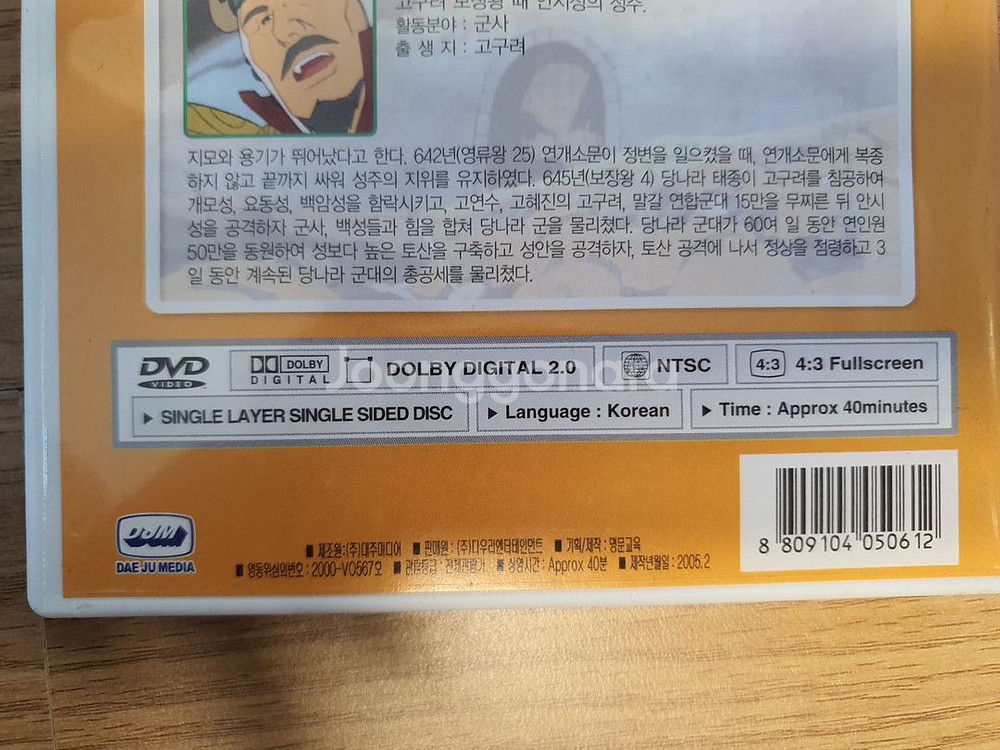 고구려 보장왕 때 안시성의 성주.
활동분야 : 군사
출 생 지 : 고구려
지모와 용기가 뛰어났다고 한다. 642년(영류왕 25) 연개소문이 정변을 일으켰을 때, 연개소문에게 복종
하지 않고 끝까지 싸워 성주의 지위를 유지하였다. 645년(보장왕 4) 당나라 태종이 고구려를 침공하여
개모성, 요동성, 백암성을 함락시키고, 고연수, 고혜진의 고구려, 말갈 연합군대 15만을 무찌른 뒤 안시
성을 공격하자 군사, 백성들과 힘을 합쳐 당나라 군을 물리쳤다. 당나라 군대가 60여 일 동안 연인원
50만을 동원하여 성보다 높은 토산을 구축하고 성안을 공격하자, 토산 공격에 나서 정상을 점령하고 3
일 동안 계속된 당나라 군대의 총공세를 물리쳤다.
DVD VIDEO
DOLBY DIGITAL
DOLBY DIGITAL 2.0
NTSC
4:3 4:3 Fullscreen
Joonggonara
▶ SINGLE LAYER SINGLE SIDED DISC
▶ Language : Korean
▶ Time : Approx 40minutes
DJM
DAE JU MEDIA
■ 제조원:(주)대주미디어 ■ 판매원 : (주)다우리엔터테인먼트 ■ 기획/제작 : 명문교육
■ 영등위심의번호 : 2000-V0567호 ■ 관람등급 : 전체관람가 ■ 상영시간 : Approx 40분 ■ 제작년월일 : 2005.2
8 809104 050612